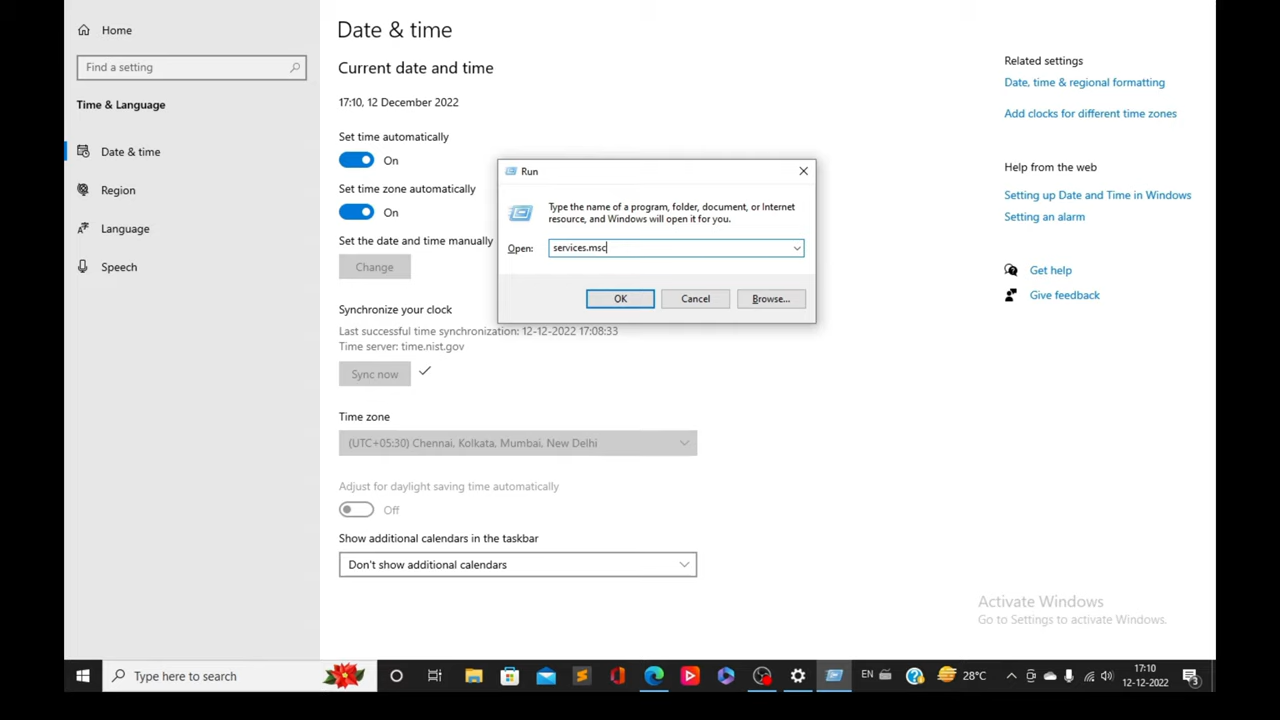 Home
Find a setting
Time & Language
Date & time
Region
Language
Speech
Date & time
Current date and time
17:10, 12 December 2022
Set time automatically
On
Set time zone automatically
On
Set the date and time manually
Change
Synchronize your clock
Last successful time synchronization: 12-12-2022 17:08:33
Time server: time.nist.gov
Sync now
Time zone
(UTC+05:30) Chennai, Kolkata, Mumbai, New Delhi
Adjust for daylight saving time automatically
Off
Show additional calendars in the taskbar
Don't show additional calendars
Run
Type the name of a program, folder, document, or Internet
resource, and Windows will open it for you.
Open:
services.msc
OK
Cancel
Browse...
Related settings
Date, time & regional formatting
Add clocks for different time zones
Help from the web
Setting up Date and Time in Windows
Setting an alarm
Get help
Give feedback
Activate Windows
Go to Settings to activate Windows.
Type here to search
EN
28°C
17:10
12-12-2022
3